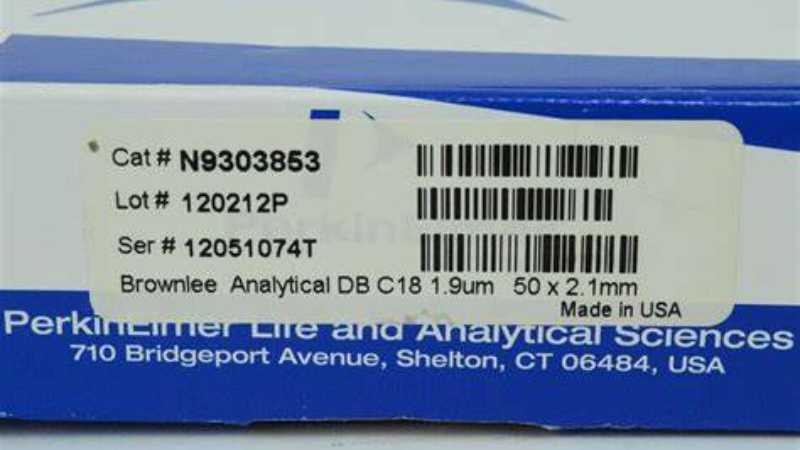 Cat # N9303853
Lot # 120212P
Ser # 12051074T
Brownlee Analytical DB C18 1.9um 50 x 2.1mm
Made in USA
PerkinElmer Life and Analytical Sciences
710 Bridgeport Avenue, Shelton, CT 06484, USA